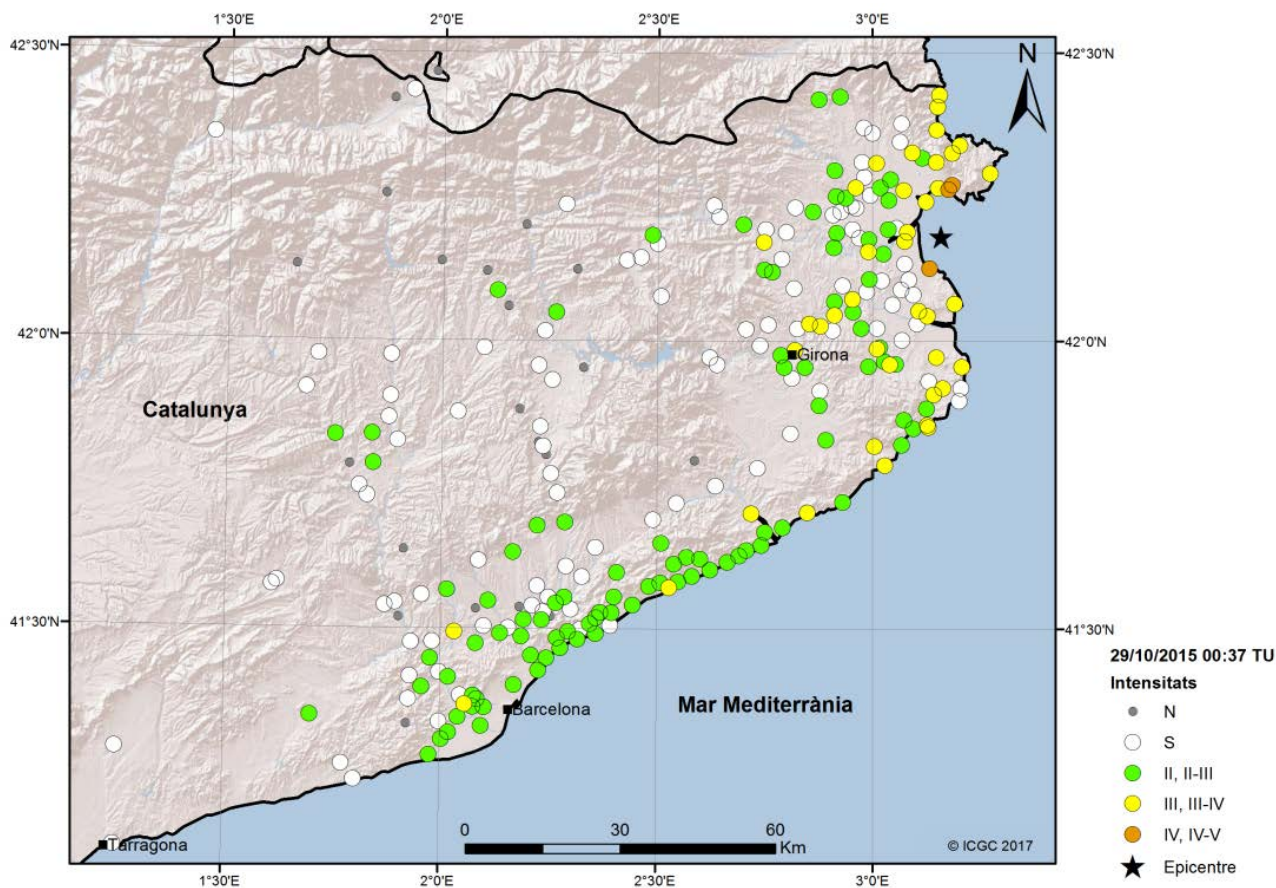 1°30'E 2°0'E 2°30'E 3°0'E
42°30'N 42°30'N
N
42°0'N 42°0'N
Girona
Catalunya
41°30'N 41°30'N
29/10/2015 00:37 TU
Intensitats
Mar Mediterrània
Barcelona
N
S
II, II-III
III, III-IV
IV, IV-V
Epicentre
0 30 60
Km
Tarragona
© ICGC 2017
1°30'E 2°0'E 2°30'E 3°0'E